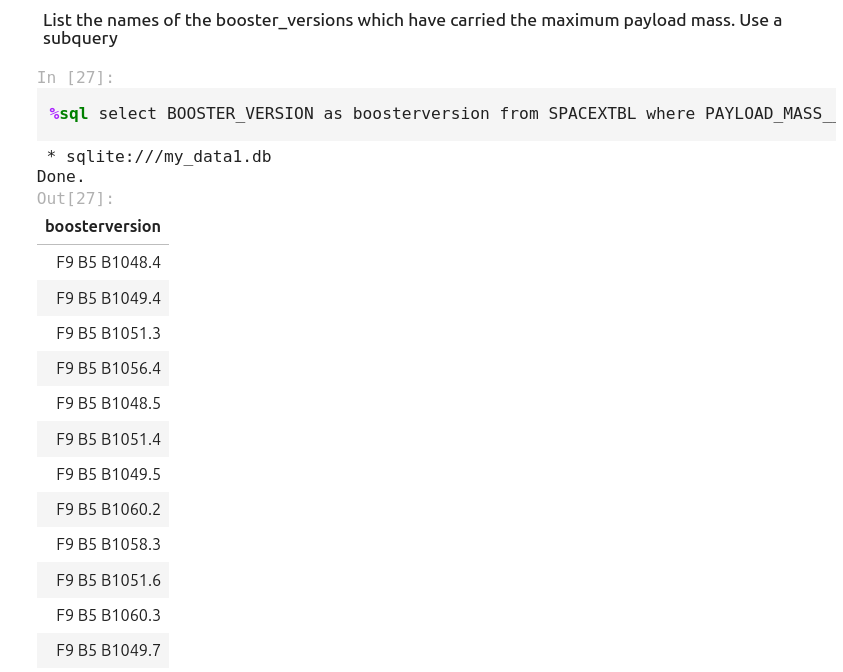 List the names of the booster_versions which have carried the maximum payload mass. Use a
subquery
In [27]:
%sql select BOOSTER_VERSION as boosterversion from SPACEXTBL where PAYLOAD_MASS_
* sqlite:///my_data1.db
Done.
Out[27]:
boosterversion
F9 B5 B1048.4
F9 B5 B1049.4
F9 B5 B1051.3
F9 B5 B1056.4
F9 B5 B1048.5
F9 B5 B1051.4
F9 B5 B1049.5
F9 B5 B1060.2
F9 B5 B1058.3
F9 B5 B1051.6
F9 B5 B1060.3
F9 B5 B1049.7